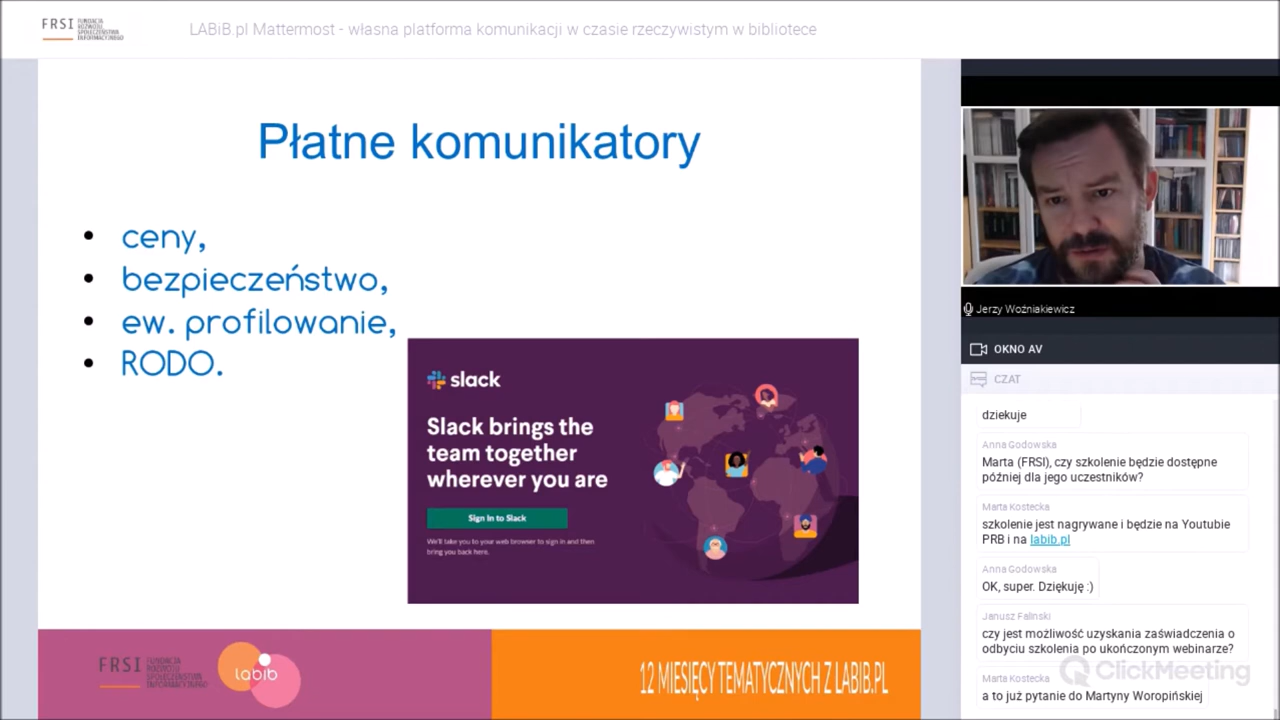 FRSI FUNDACJA
ROZWOJU
SPOŁECZEŃSTWA
INFORMACYJNEGO
LABiB.pl Mattermost - własna platforma komunikacji w czasie rzeczywistym w bibliotece
Płatne komunikatory
• ceny,
• bezpieczeństwo,
• ew. profilowanie,
• RODO.
slack
Slack brings the
team together
wherever you are
Sign In to Slack
We'll take you to your web browser to sign in and then
bring you back here.
FRSI FUNDACJA
ROZWOJU
SPOŁECZEŃSTWA
INFORMACYJNEGO
labib
12 MIESIĘCY TEMATYCZNYCH Z LABIB.PL
Jerzy Woźniakiewicz
OKNO AV
CZAT
dziekuje
Anna Godowska
Marta (FRSI), czy szkolenie będzie dostępne
później dla jego uczestników?
Marta Kostecka
szkolenie jest nagrywane i będzie na Youtubie
PRB i na labib.pl
Anna Godowska
OK, super. Dziękuję :)
Janusz Falinski
czy jest możliwość uzyskania zaświadczenia o
odbyciu szkolenia po ukończonym webinarze?
ClickMeeting
Marta Kostecka
a to już pytanie do Martyny Woropińskiej